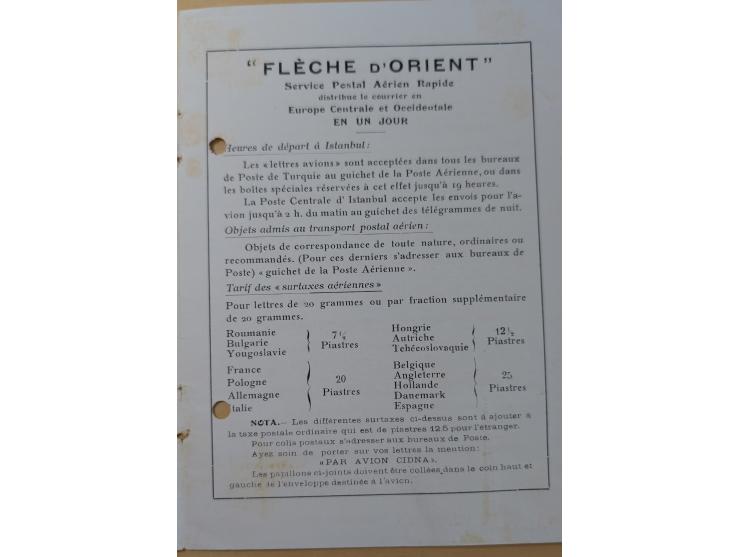 "FLÈCHE D'ORIENT"
Service Postal Aérien Rapide
distribue le courrier en
Europe Centrale et Occidentale
EN UN JOUR
Heures de départ à Istanbul:
Les «lettres avions» sont acceptées dans tous les bureaux
de Poste de Turquie au guichet de la Poste Aérienne, ou dans
les boîtes spéciales réservées à cet effet jusqu'à 19 heures.
La Poste Centrale d' Istanbul accepte les envois pour l'a-
vion jusqu'à 2 h. du matin au guichet des télégrammes de nuit.
Objets admis au transport postal aérien:
Objets de correspondance de toute nature, ordinaires ou
recommandés. (Pour ces derniers s'adresser aux bureaux de
Poste) «guichet de la Poste Aérienne».
Tarif des «surtaxes aériennes»
Pour lettres de 20 grammes ou par fraction supplémentaire
de 20 grammes.
Roumanie
Bulgarie
Yougoslavie
Piastres
Hongrie
Autriche
Tchécoslovaquie
12½
Piastres
France
Pologne
Allemagne
Italie
20
Piastres
Belgique
Angleterre
Hollande
Danemark
Espagne
25
Piastres
NOTA.— Les différentes surtaxes ci-dessus sont à ajouter à
la taxe postale ordinaire qui est de piastres 12.5 pour l'étranger.
Pour colis postaux s'adresser aux bureaux de Poste.
Ayez soin de porter sur vos lettres la mention:
«PAR AVION CIDNA».
Les papillons ci-joints doivent être collées dans le coin haut et
gauche de l'enveloppe destinée à l'avion.